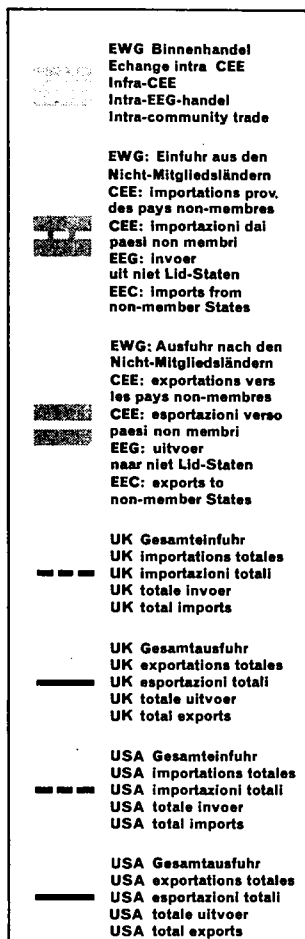 EWG Binnenhandel
Echange intra CEE
Infra-CEE
Intra-EEG-handel
Intra-community trade
EWG: Einfuhr aus den
Nicht-Mitgliedsländern
CEE: importations prov.
des pays non-membres
CEE: importazioni dai
paesi non membri
EEG: invoer
uit niet Lid-Staten
EEC: imports from
non-member States
EWG: Ausfuhr nach den
Nicht-Mitgliedsländern
CEE: exportations vers
les pays non-membres
CEE: esportazioni verso
paesi non membri
EEG: uitvoer
naar niet Lid-Staten
EEC: exports to
non-member States
UK Gesamteinfuhr
UK importations totales
UK importazioni totali
UK totale invoer
UK total imports
UK Gesamtausfuhr
UK exportations totales
UK esportazioni totali
UK totale uitvoer
UK total exports
USA Gesamteinfuhr
USA importations totales
USA importazioni totali
USA totale invoer
USA total imports
USA Gesamtausfuhr
USA exportations totales
USA esportazioni totali
USA totale uitvoer
USA total exports